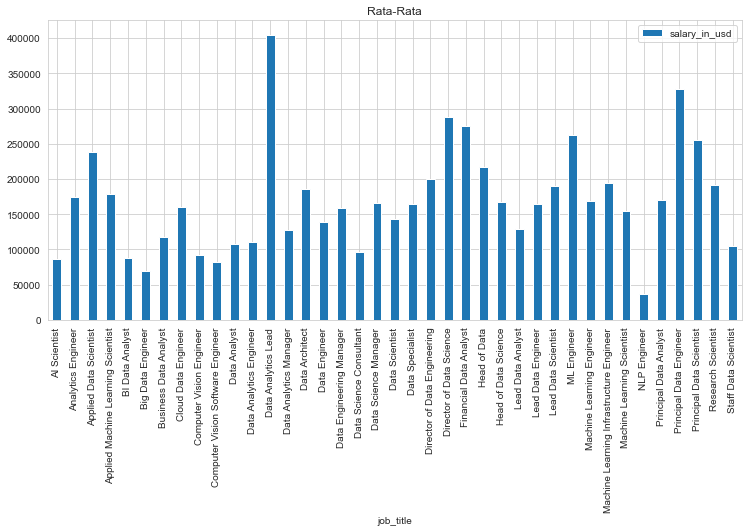 Rata-Rata
salary_in_usd
400000
350000
300000
250000
200000
150000
100000
50000
0
AI Scientist
Analytics Engineer
Applied Data Scientist
Applied Machine Learning Scientist
BI Data Analyst
Big Data Engineer
Business Data Analyst
Cloud Data Engineer
Computer Vision Engineer
Computer Vision Software Engineer
Data Analyst
Data Analytics Engineer
Data Analytics Lead
Data Analytics Manager
Data Architect
Data Engineer
Data Engineering Manager
Data Science Consultant
Data Science Manager
Data Scientist
Data Specialist
Director of Data Engineering
Director of Data Science
Financial Data Analyst
Head of Data
Head of Data Science
Lead Data Analyst
Lead Data Engineer
Lead Data Scientist
ML Engineer
Machine Learning Engineer
Machine Learning Infrastructure Engineer
Machine Learning Scientist
NLP Engineer
Principal Data Analyst
Principal Data Engineer
Principal Data Scientist
Research Scientist
Staff Data Scientist
job_title